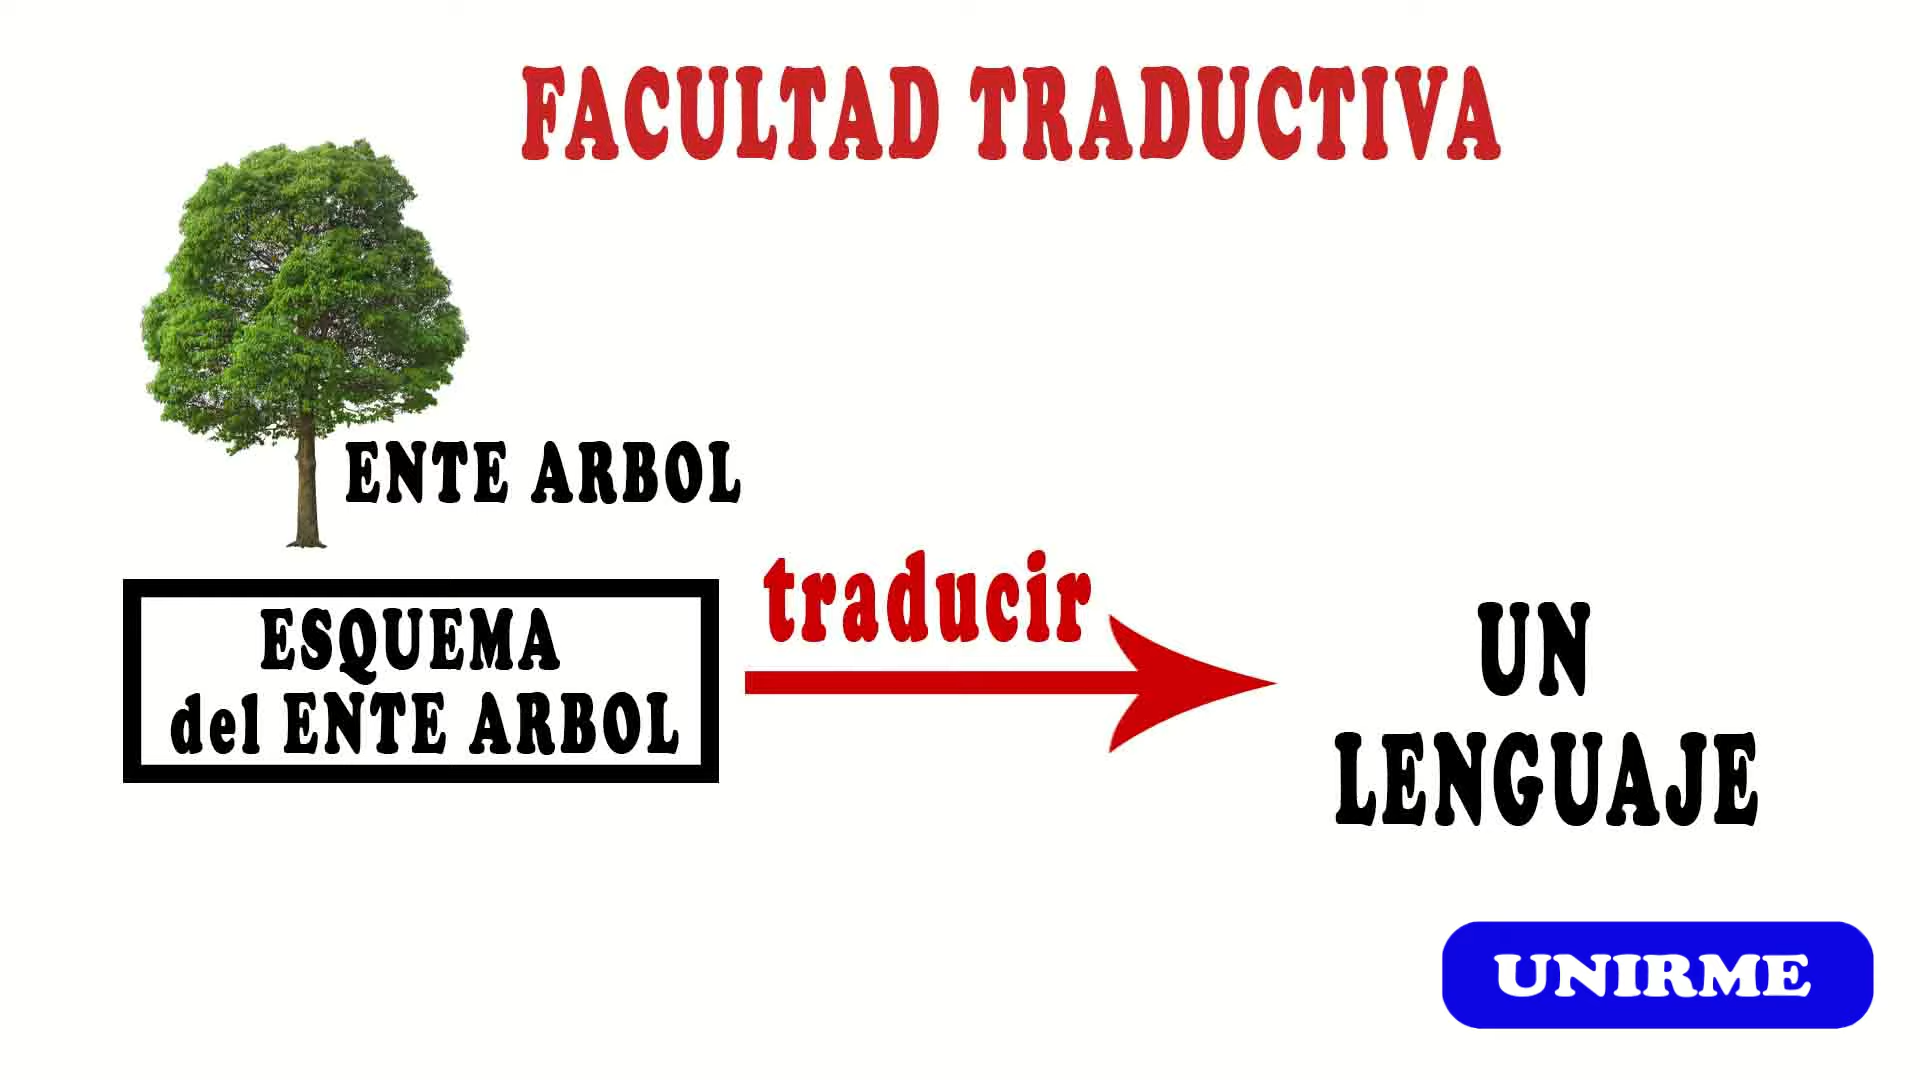 FACULTAD TRADUCTIVA
ENTE ARBOL
ESQUEMA
del ENTE ARBOL
traducir
UN
LENGUAJE
UNIRME